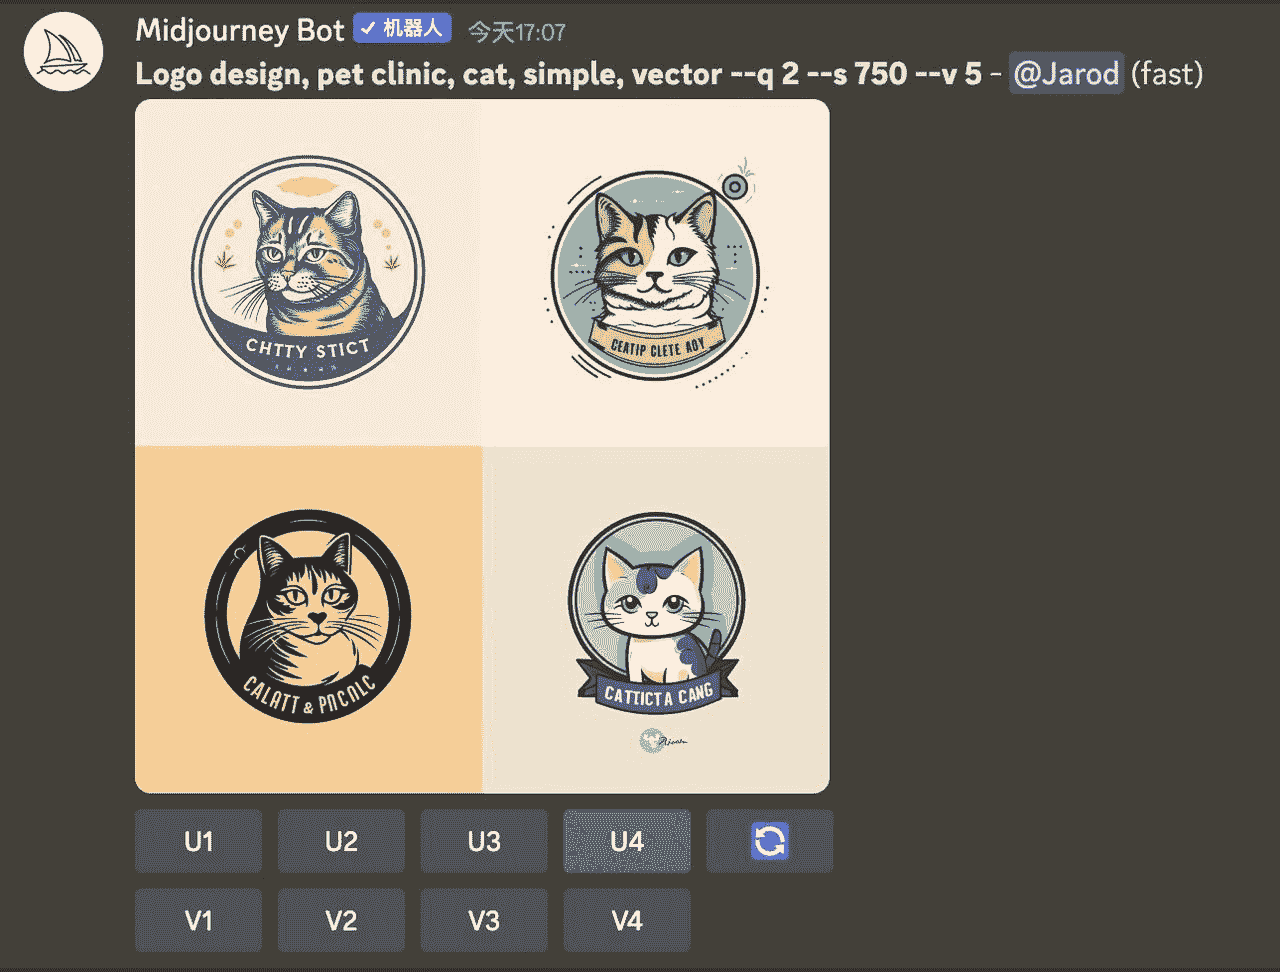 Midjourney Bot ✓ 机器人 今天17:07
Logo design, pet clinic, cat, simple, vector --q 2 --s 750 --v 5 - @Jarod (fast)
CHTTY STICT
CEATIP CLETE AOY
CALATT & PNCNLC
CATTICTA CANG
U1 U2 U3 U4
V1 V2 V3 V4